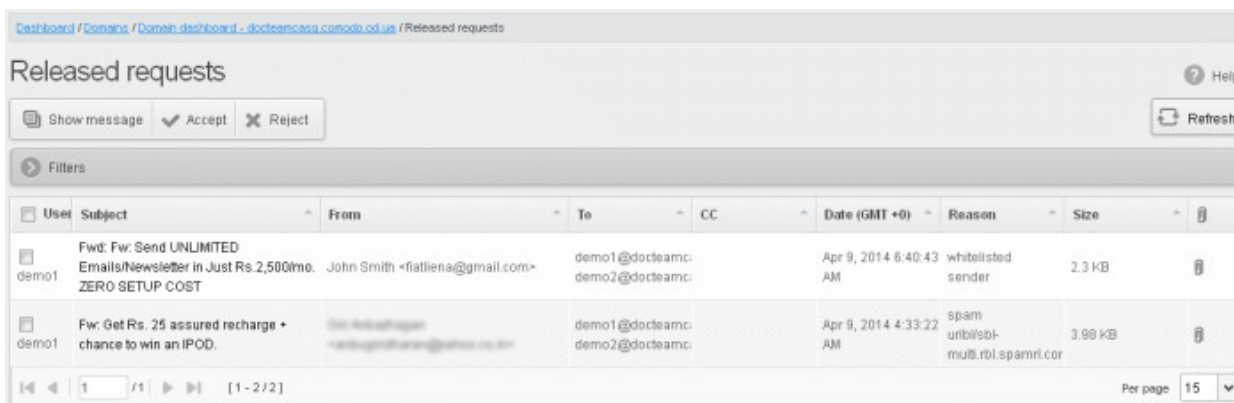 Dashboard / Domains / Domain dashboard - docteamcasg.comodo.od.ua / Released requests
Released requests
Help
Show message Accept Reject
Refresh
Filters
User Subject From To CC Date (GMT +0) Reason Size
Fwd: Fw: Send UNLIMITED
Emails/Newsletter in Just Rs.2,500/mo.
ZERO SETUP COST
demo1
John Smith <fiatliena@gmail.com>
demo1@docteamc
demo2@docteamc
Apr 9, 2014 6:40:43
AM
whitelisted
sender
2.3 KB
Fw: Get Rs. 25 assured recharge +
chance to win an IPOD.
demo1
demo1@docteamc
demo2@docteamc
Apr 9, 2014 4:33:22
AM
spam
multi.rbl.spamrl.cor
3.98 KB
1 /1 [1 - 2 / 2]
Per page 15